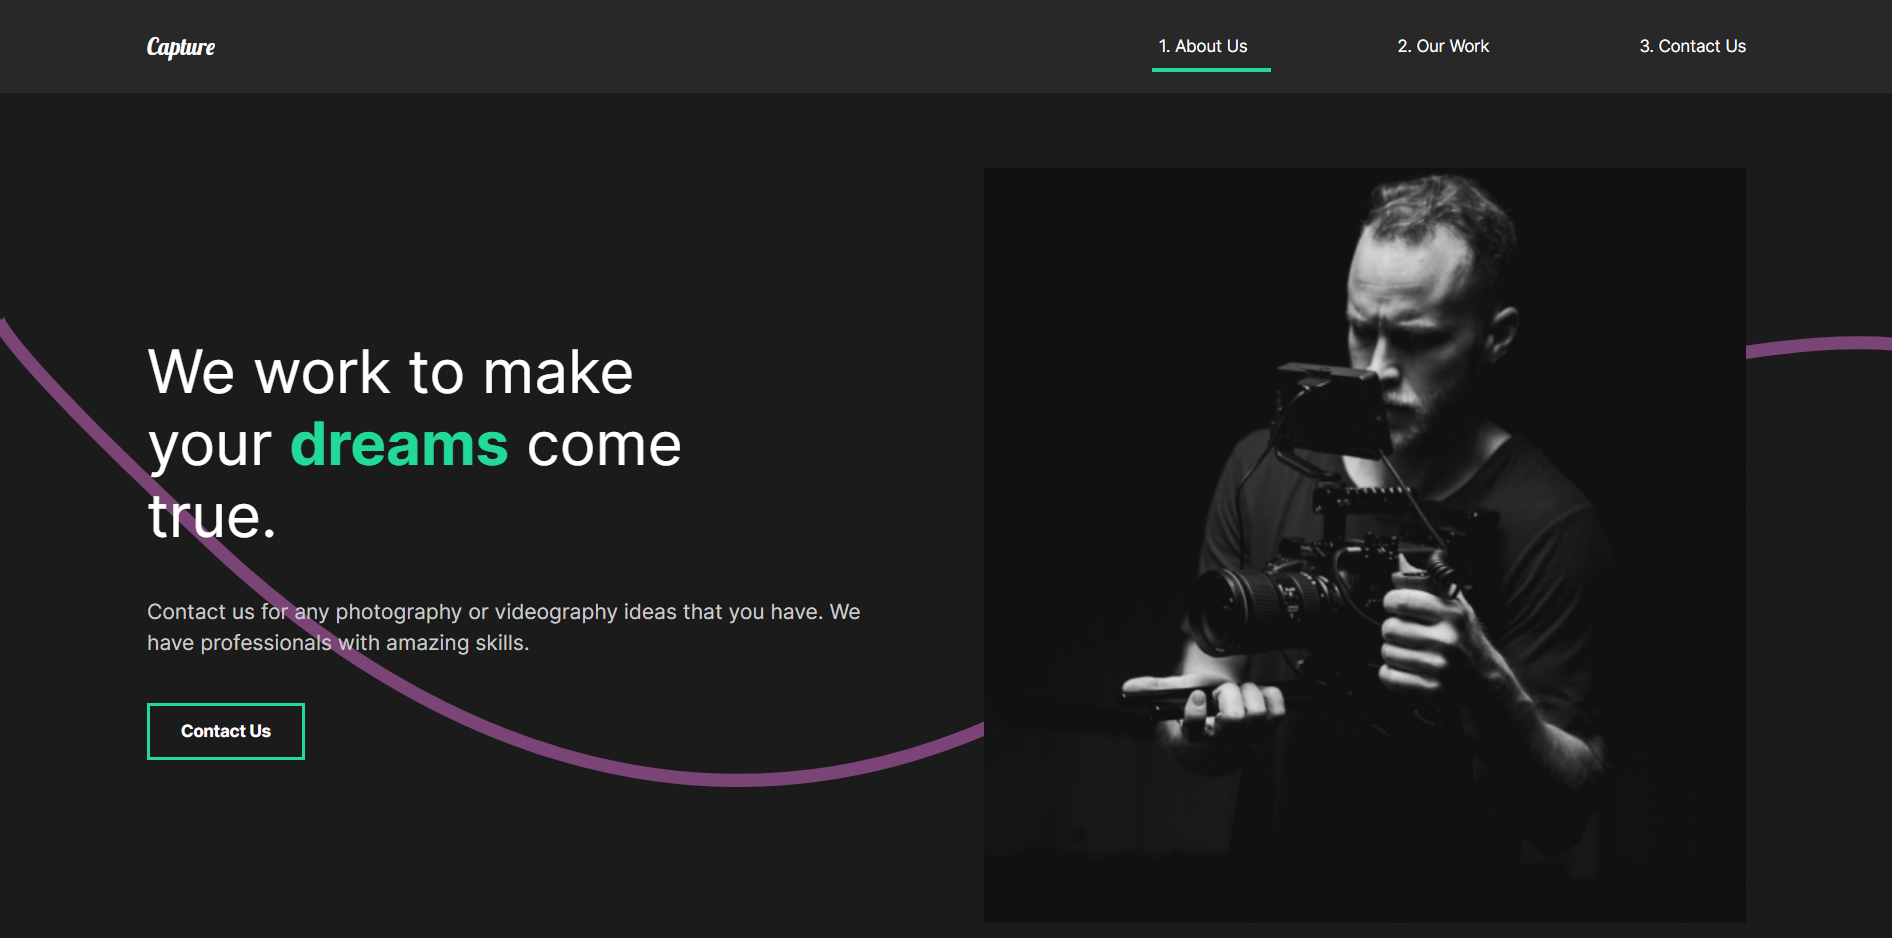 Capture
1. About Us
2. Our Work
3. Contact Us
We work to make
your dreams come
true.
Contact us for any photography or videography ideas that you have. We
have professionals with amazing skills.
Contact Us